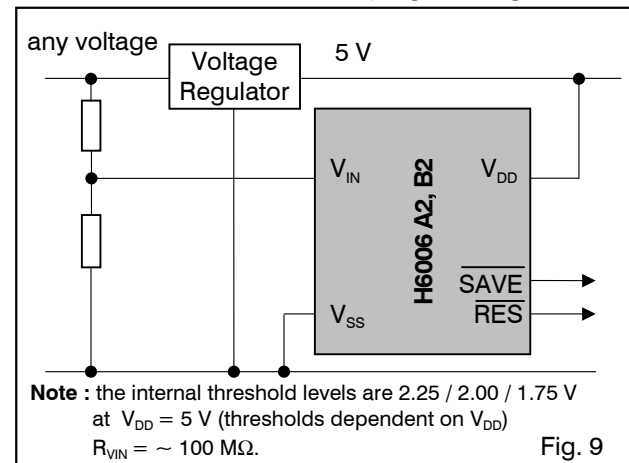 any voltage
Voltage
Regulator
5 V
V_IN
H6006 A2, B2
V_DD
SAVE
V_SS
RES
Note : the internal threshold levels are 2.25 / 2.00 / 1.75 V
at V_DD = 5 V (thresholds dependent on V_DD)
R_VIN = ~ 100 MΩ.
Fig. 9